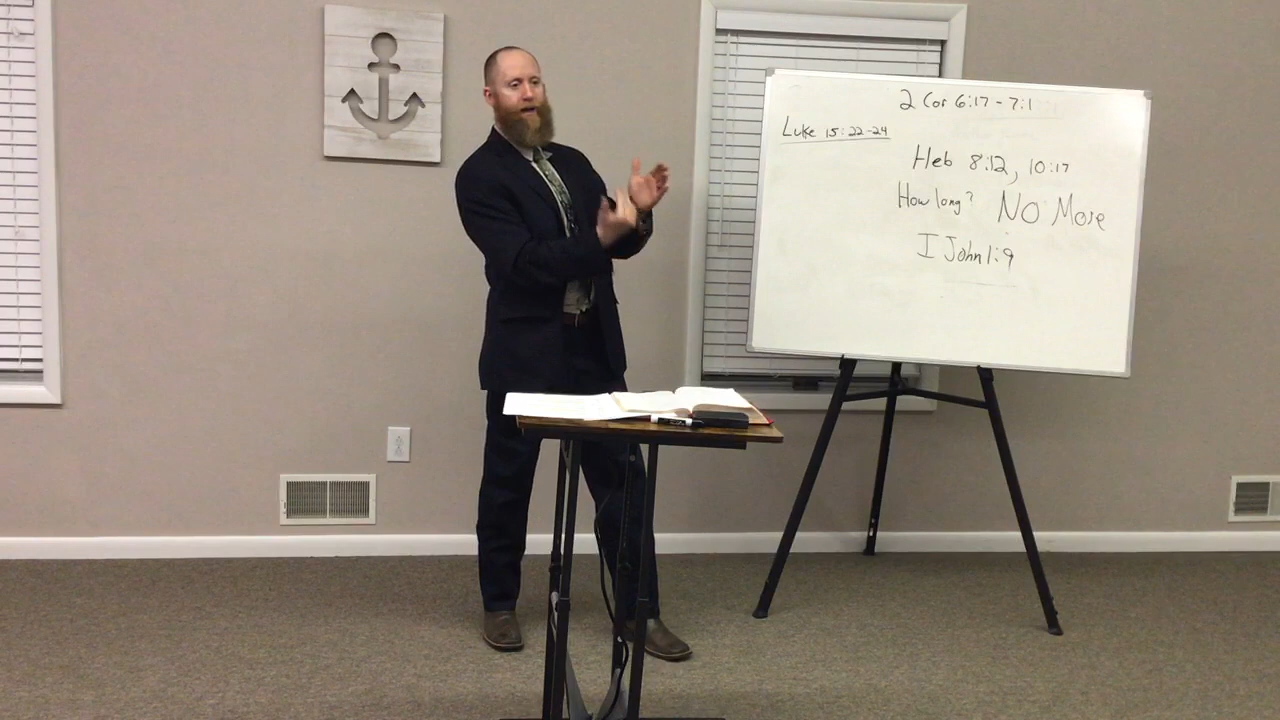 2 Cor 6:17 - 7:1
Luke 15:22-24
Heb 8:12, 10:17
How long? No More
I John 1:9